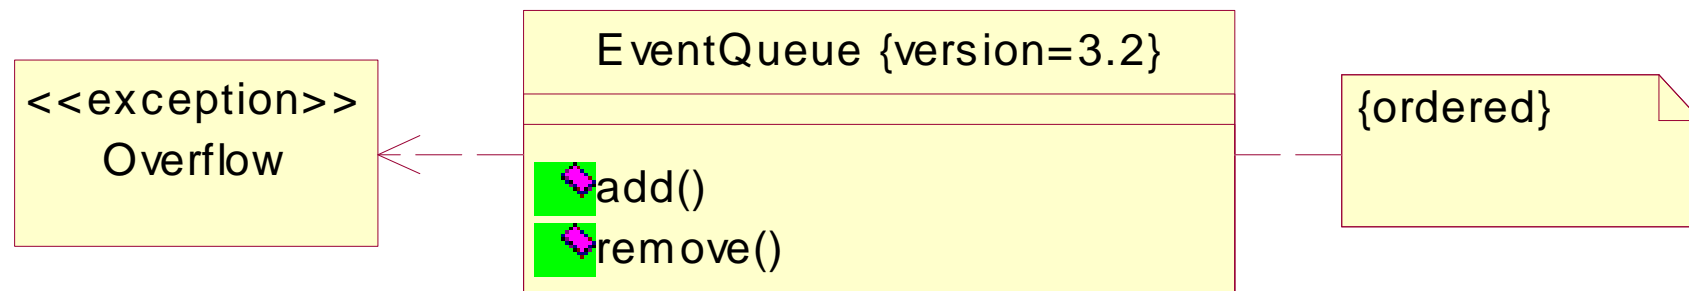 <<exception>>
Overflow
EventQueue {version=3.2}
add()
remove()
{ordered}